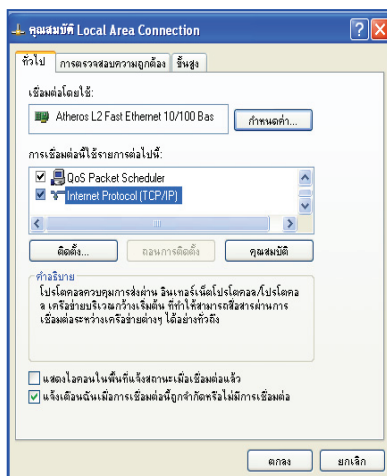 คุณสมบัติ Local Area Connection
ทั่วไป การตรวจสอบความถูกต้อง ขั้นสูง
เชื่อมต่อโดยใช้:
Atheros L2 Fast Ethernet 10/100 Bas
กำหนดค่า...
การเชื่อมต่อนี้ใช้รายการต่อไปนี้:
QoS Packet Scheduler
Internet Protocol (TCP/IP)
ติดตั้ง... ถอนการติดตั้ง คุณสมบัติ
คำอธิบาย
โปรโตคอลควบคุมการส่งผ่าน อินเทอร์เน็ตโปรโตคอล/โปรโตคอ
ล เครือข่ายบริเวณกว้างเริ่มต้น ที่ทำให้สามารถสื่อสารผ่านการ
เชื่อมต่อระหว่างเครือข่ายต่างๆ ได้อย่างทั่วถึง
แสดงไอคอนในพื้นที่แจ้งสถานะเมื่อเชื่อมต่อแล้ว
แจ้งเตือนฉันเมื่อการเชื่อมต่อนี้ถูกจำกัดหรือไม่มีการเชื่อมต่อ
ตกลง ยกเลิก